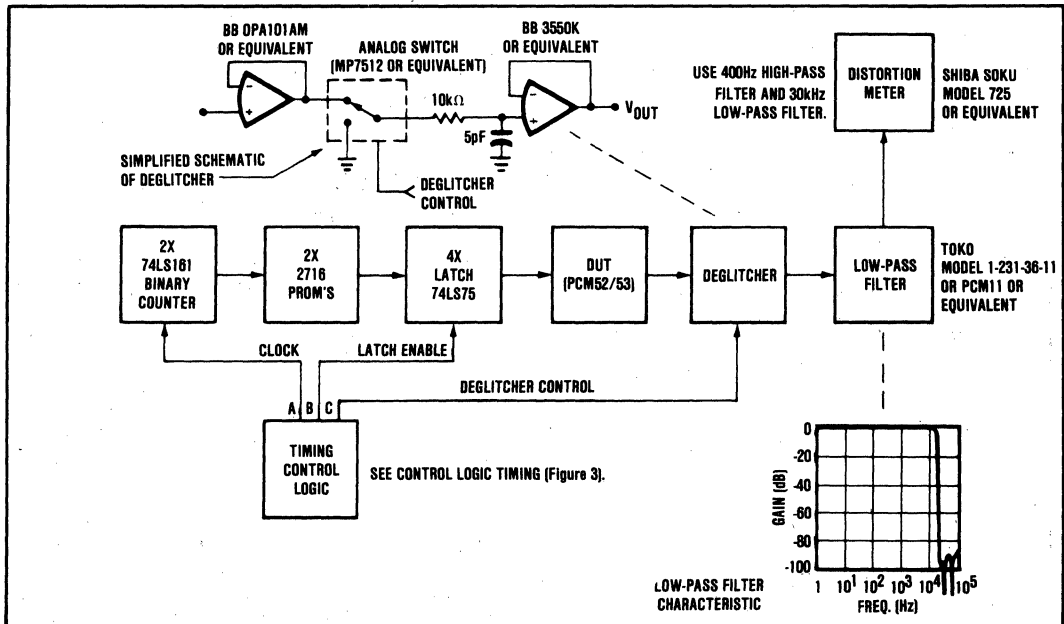 BB OPA101AM
OR EQUIVALENT
ANALOG SWITCH
(MP7512 OR EQUIVALENT)
BB 3550K
OR EQUIVALENT
-
+
10kΩ
5pF
-
+
VOUT
SIMPLIFIED SCHEMATIC
OF DEGLITCHER
DEGLITCHER
CONTROL
USE 400Hz HIGH-PASS
FILTER AND 30kHz
LOW-PASS FILTER.
DISTORTION
METER
SHIBA SOKU
MODEL 725
OR EQUIVALENT
2X
74LS161
BINARY
COUNTER
2X
2716
PROM'S
4X
LATCH
74LS75
DUT
(PCM52/53)
DEGLITCHER
LOW-PASS
FILTER
TOKO
MODEL 1-231-36-11
OR PCM11 OR
EQUIVALENT
CLOCK
LATCH ENABLE
DEGLITCHER CONTROL
A B C
TIMING
CONTROL
LOGIC
SEE CONTROL LOGIC TIMING (Figure 3).
GAIN (dB)
0
-20
-40
-60
-80
-100
1 10¹ 10² 10³ 10⁴ 10⁵
FREQ. (Hz)
LOW-PASS FILTER
CHARACTERISTIC